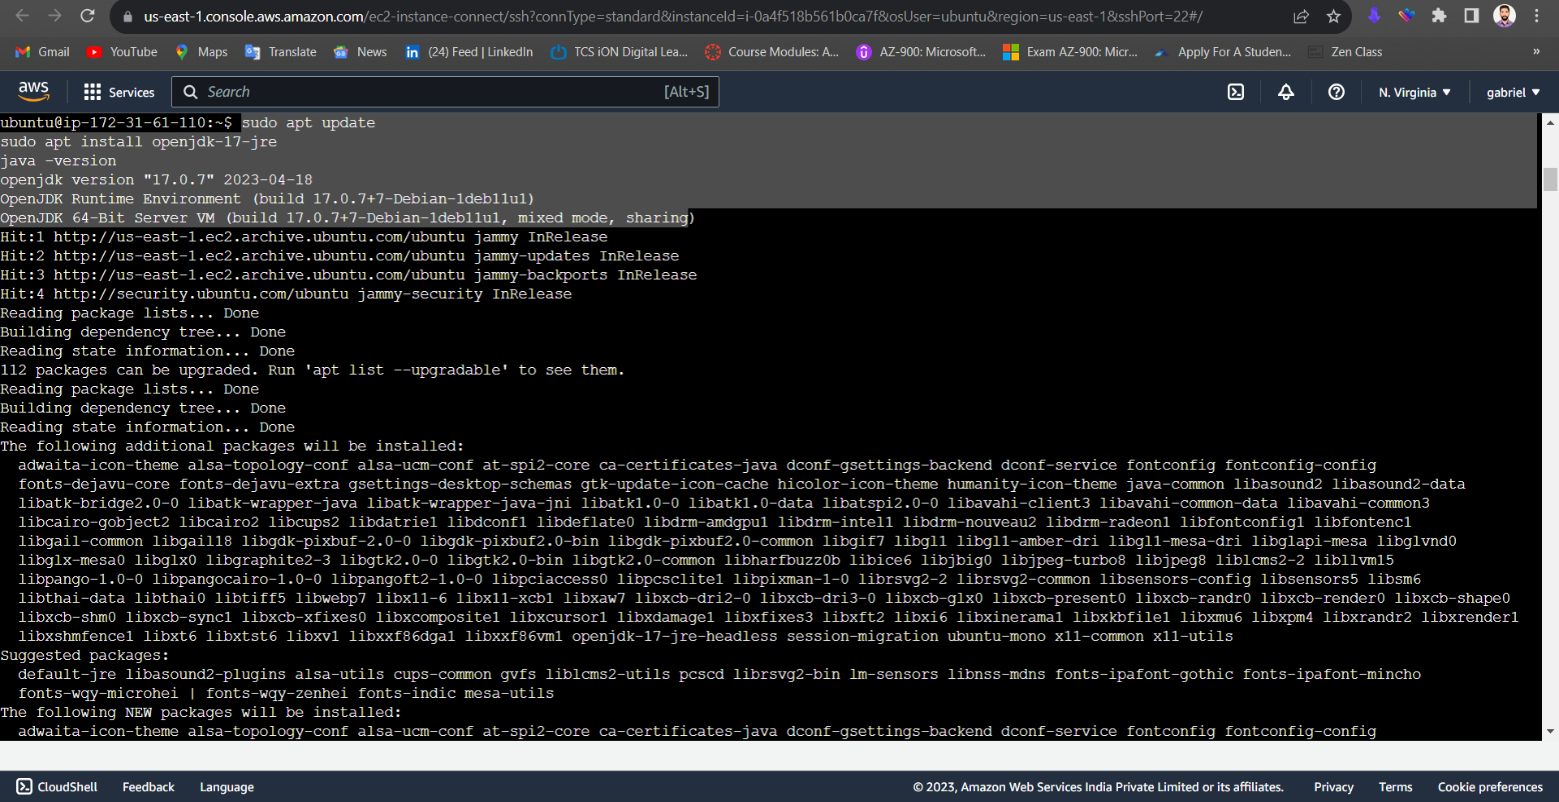 us-east-1.console.aws.amazon.com/ec2-instance-connect/ssh?connType=standard&instanceId=i-0a4f518b561b0ca7f&osUser=ubuntu&region=us-east-1&sshPort=22#/
Gmail YouTube Maps Translate News (24) Feed | LinkedIn TCS iON Digital Lea... Course Modules: A... AZ-900: Microsoft... Exam AZ-900: Micr... Apply For A Studen... Zen Class »
aws Services Search [Alt+S] N. Virginia gabriel
ubuntu@ip-172-31-61-110:~$ sudo apt update
sudo apt install openjdk-17-jre
java -version
openjdk version "17.0.7" 2023-04-18
OpenJDK Runtime Environment (build 17.0.7+7-Debian-1deb11u1)
OpenJDK 64-Bit Server VM (build 17.0.7+7-Debian-1deb11u1, mixed mode, sharing)
Hit:1 http://us-east-1.ec2.archive.ubuntu.com/ubuntu jammy InRelease
Hit:2 http://us-east-1.ec2.archive.ubuntu.com/ubuntu jammy-updates InRelease
Hit:3 http://us-east-1.ec2.archive.ubuntu.com/ubuntu jammy-backports InRelease
Hit:4 http://security.ubuntu.com/ubuntu jammy-security InRelease
Reading package lists... Done
Building dependency tree... Done
Reading state information... Done
112 packages can be upgraded. Run 'apt list --upgradable' to see them.
Reading package lists... Done
Building dependency tree... Done
Reading state information... Done
The following additional packages will be installed:
adwaita-icon-theme alsa-topology-conf alsa-ucm-conf at-spi2-core ca-certificates-java dconf-gsettings-backend dconf-service fontconfig fontconfig-config
fonts-dejavu-core fonts-dejavu-extra gsettings-desktop-schemas gtk-update-icon-cache hicolor-icon-theme humanity-icon-theme java-common libasound2 libasound2-data
libatk-bridge2.0-0 libatk-wrapper-java libatk-wrapper-java-jni libatk1.0-0 libatk1.0-data libatspi2.0-0 libavahi-client3 libavahi-common-data libavahi-common3
libcairo-gobject2 libcairo2 libcups2 libdatrie1 libdconf1 libdeflate0 libdrm-amdgpu1 libdrm-intel1 libdrm-nouveau2 libdrm-radeon1 libfontconfig1 libfontenc1
libgail-common libgail18 libgdk-pixbuf-2.0-0 libgdk-pixbuf2.0-bin libgdk-pixbuf2.0-common libgif7 libgl1 libgl1-amber-dri libgl1-mesa-dri libglapi-mesa libglvnd0
libglx-mesa0 libglx0 libgraphite2-3 libgtk2.0-0 libgtk2.0-bin libgtk2.0-common libharfbuzz0b libice6 libjbig0 libjpeg-turbo8 libjpeg8 liblcms2-2 libllvm15
libpango-1.0-0 libpangocairo-1.0-0 libpangoft2-1.0-0 libpciaccess0 libpcsclite1 libpixman-1-0 librsvg2-2 librsvg2-common libsensors-config libsensors5 libsm6
libthai-data libthai0 libtiff5 libwebp7 libx11-6 libx11-xcb1 libxaw7 libxcb-dri2-0 libxcb-dri3-0 libxcb-glx0 libxcb-present0 libxcb-randr0 libxcb-render0 libxcb-shape0
libxcb-shm0 libxcb-sync1 libxcb-xfixes0 libxcomposite1 libxcursor1 libxdamage1 libxfixes3 libxft2 libxi6 libxinerama1 libxkbfile1 libxmu6 libxpm4 libxrandr2 libxrender1
libxshmfence1 libxt6 libxtst6 libxv1 libxxf86dga1 libxxf86vm1 openjdk-17-jre-headless session-migration ubuntu-mono x11-common x11-utils
Suggested packages:
default-jre libasound2-plugins alsa-utils cups-common gvfs liblcms2-utils pcscd librsvg2-bin lm-sensors libnss-mdns fonts-ipafont-gothic fonts-ipafont-mincho
fonts-wqy-microhei | fonts-wqy-zenhei fonts-indic mesa-utils
The following NEW packages will be installed:
adwaita-icon-theme alsa-topology-conf alsa-ucm-conf at-spi2-core ca-certificates-java dconf-gsettings-backend dconf-service fontconfig fontconfig-config
CloudShell Feedback Language © 2023, Amazon Web Services India Private Limited or its affiliates. Privacy Terms Cookie preferences